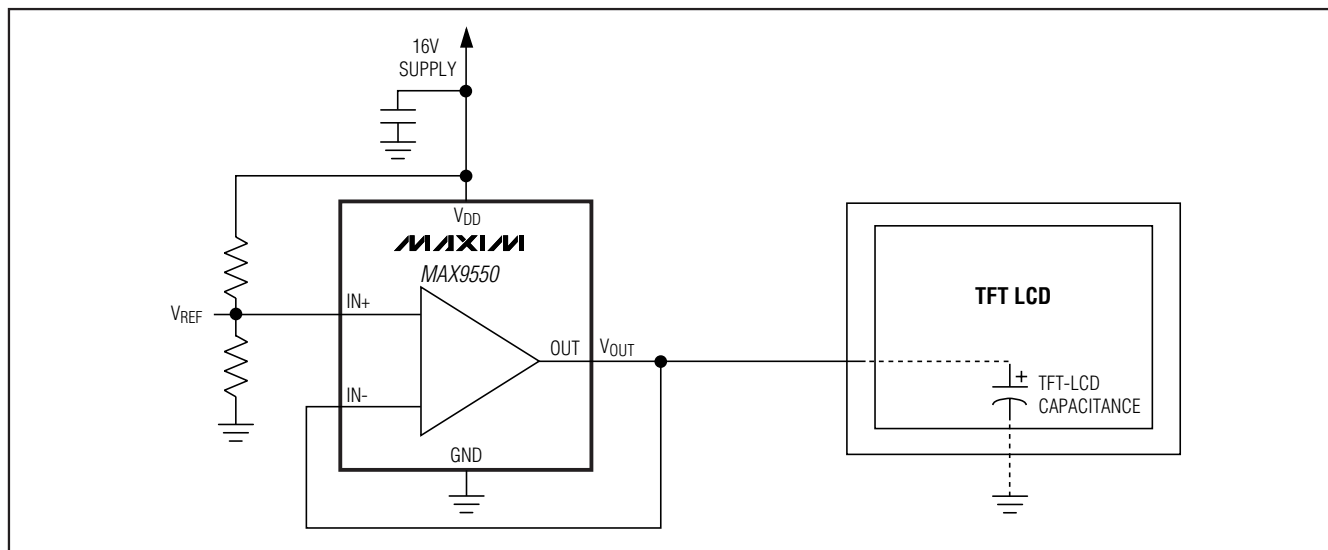 16V
SUPPLY
VDD
MAXIM
MAX9550
IN+
VREF
OUT
VOUT
IN-
GND
TFT LCD
+
TFT-LCD
CAPACITANCE